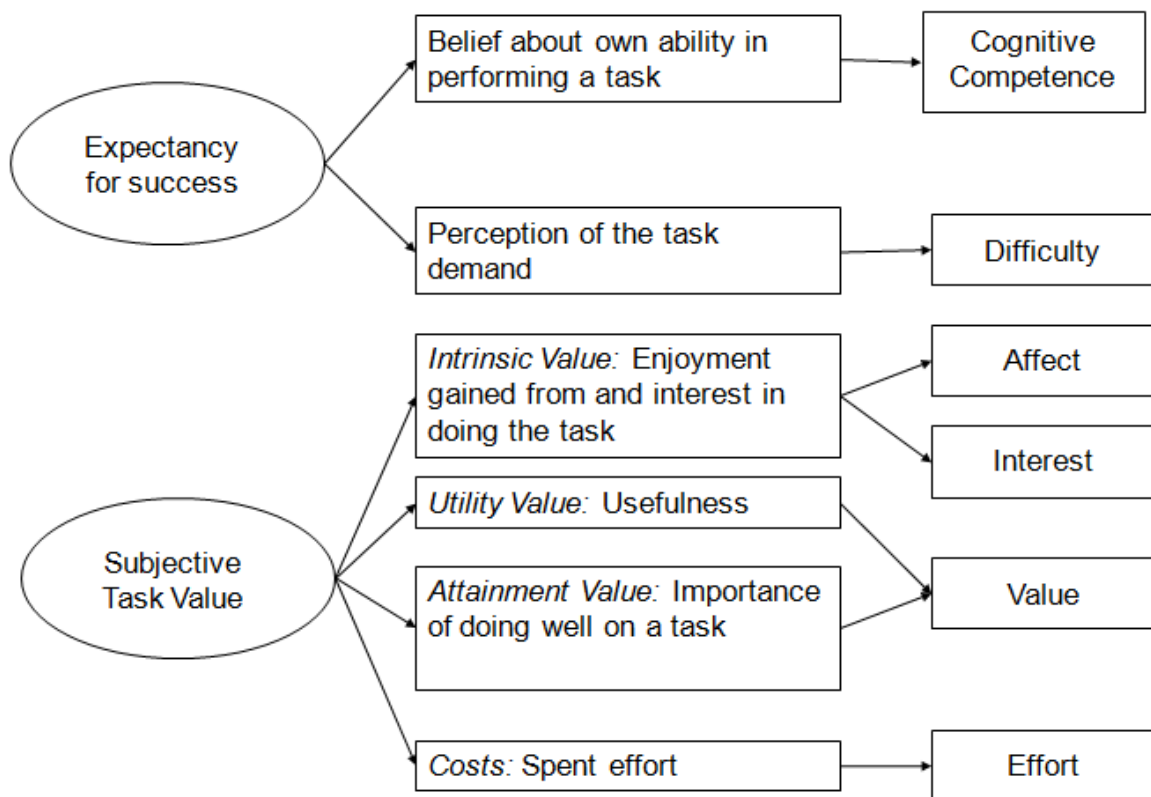 Expectancy
for success
Belief about own ability in
performing a task
Cognitive
Competence
Perception of the task
demand
Difficulty
Subjective
Task Value
Intrinsic Value: Enjoyment
gained from and interest in
doing the task
Affect
Interest
Utility Value: Usefulness
Attainment Value: Importance
of doing well on a task
Value
Costs: Spent effort
Effort